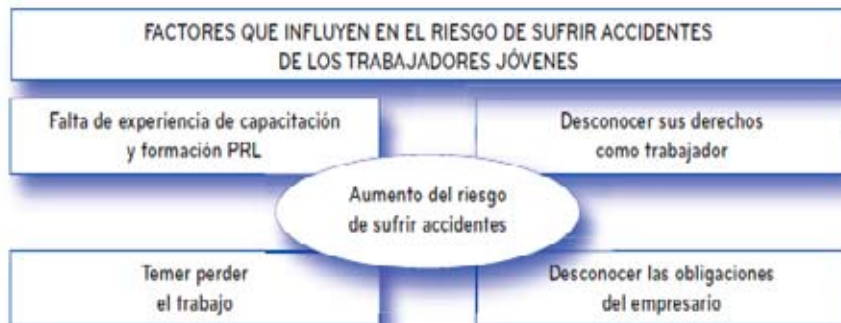 FACTORES QUE INFLUYEN EN EL RIESGO DE SUFRIR ACCIDENTES
DE LOS TRABAJADORES JÓVENES
Falta de experiencia de capacitación
y formación PRL
Desconocer sus derechos
como trabajador
Aumento del riesgo
de sufrir accidentes
Temer perder
el trabajo
Desconocer las obligaciones
del empresario